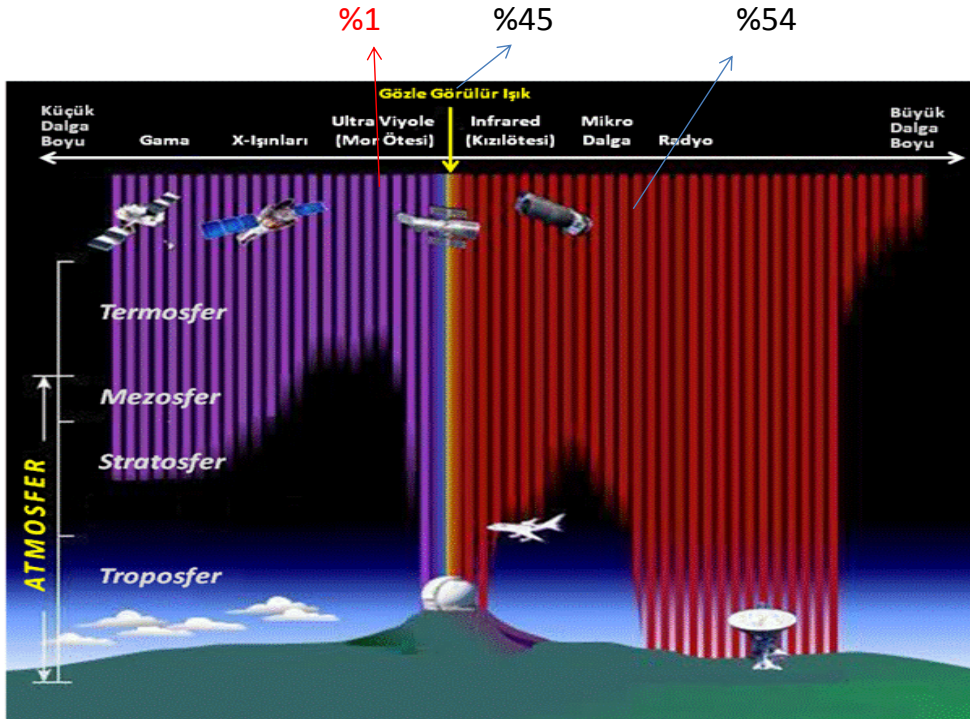 %1
%45
%54
Gözle Görülür Işık
Küçük
Dalga
Boyu
Gama
X-Işınları
Ultra Viyole
(Mor Ötesi)
Infrared
(Kızılötesi)
Mikro
Dalga
Radyo
Büyük
Dalga
Boyu
Termosfer
Mezosfer
Stratosfer
Troposfer
ATMOSFER